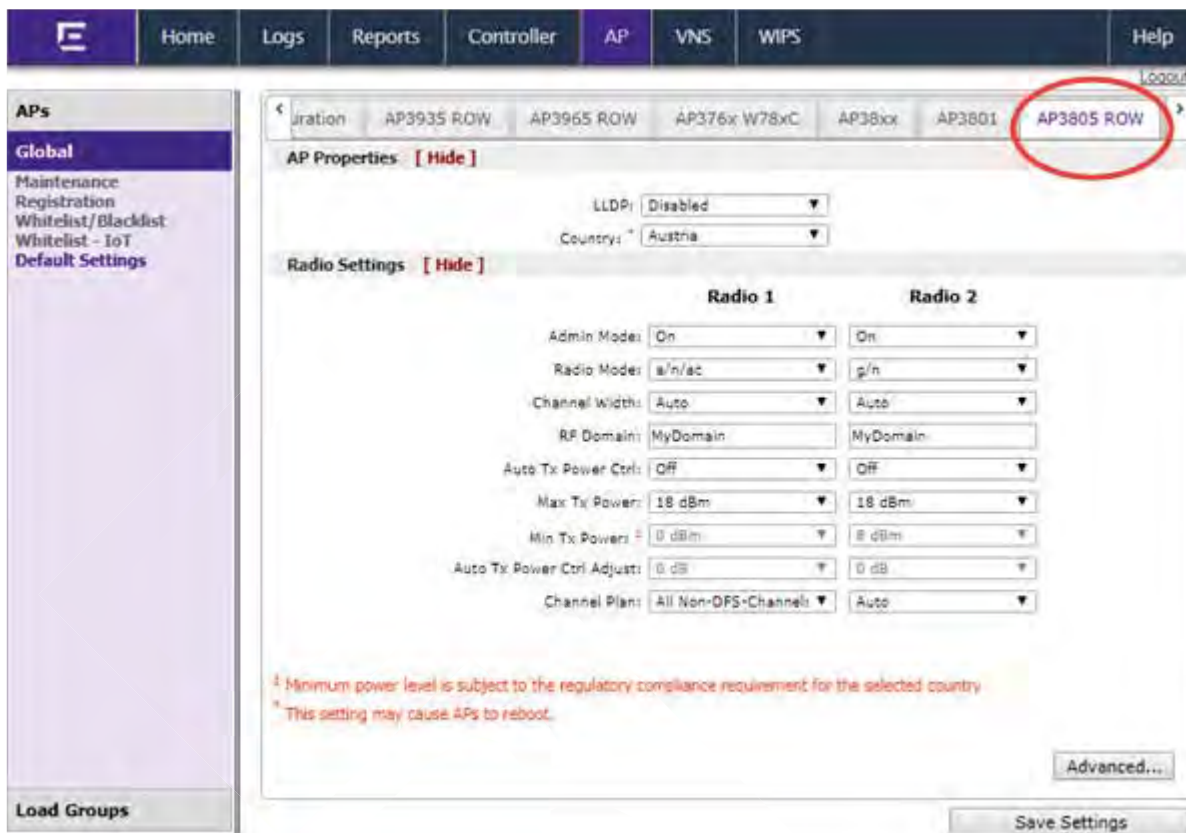 Home Logs Reports Controller AP VNS WIPS Help
Logout
APs
Global
Maintenance
Registration
Whitelist/Blacklist
Whitelist - IoT
Default Settings
Load Groups
uration AP3935 ROW AP3965 ROW AP376x W78xC AP38xx AP3801 AP3805 ROW
AP Properties [ Hide ]
LLDP: Disabled
Country: * Austria
Radio Settings [ Hide ]
Radio 1 Radio 2
Admin Mode: On On
Radio Mode: a/n/ac g/n
Channel Width: Auto Auto
RF Domain: MyDomain MyDomain
Auto Tx Power Ctrl: Off Off
Max Tx Power: 18 dBm 18 dBm
Min Tx Power: ‡ 0 dBm 8 dBm
Auto Tx Power Ctrl Adjust: 0 dB 0 dB
Channel Plan: All Non-DFS-Channels Auto
‡ Minimum power level is subject to the regulatory compliance requirement for the selected country
* This setting may cause APs to reboot.
Advanced...
Save Settings